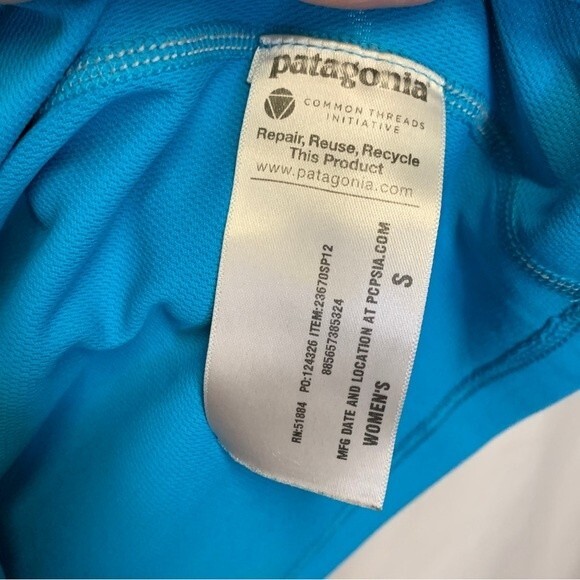 patagonia
COMMON THREADS
INITIATIVE
Repair, Reuse, Recycle
This Product
www.patagonia.com
RN:51884 PO:124326 ITEM:23670SP12
885657385324
MFG DATE AND LOCATION AT PCPSIA.COM
WOMEN'S S